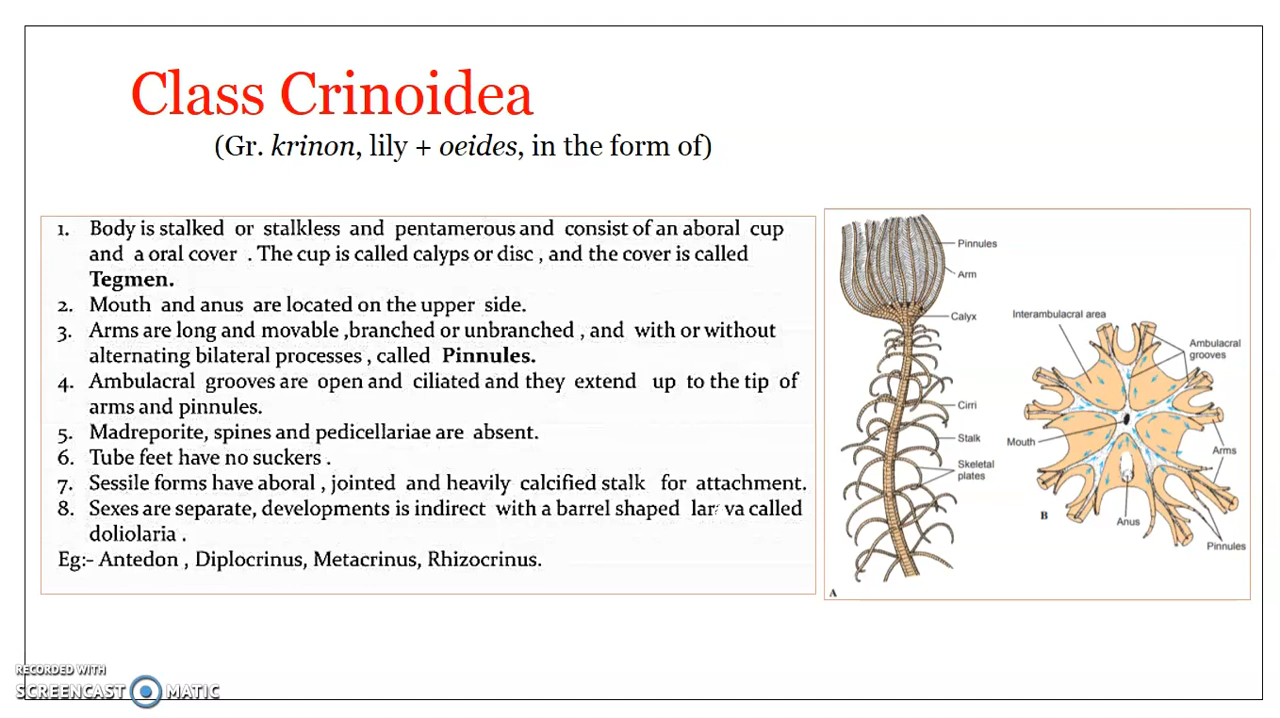 Class Crinoidea
(Gr. krinon, lily + oeides, in the form of)
1. Body is stalked or stalkless and pentamerous and consist of an aboral cup
and a oral cover . The cup is called calyps or disc , and the cover is called
Tegmen.
2. Mouth and anus are located on the upper side.
3. Arms are long and movable ,branched or unbranched , and with or without
alternating bilateral processes , called Pinnules.
4. Ambulacral grooves are open and ciliated and they extend up to the tip of
arms and pinnules.
5. Madreporite, spines and pedicellariae are absent.
6. Tube feet have no suckers .
7. Sessile forms have aboral , jointed and heavily calcified stalk for attachment.
8. Sexes are separate, developments is indirect with a barrel shaped larva called
doliolaria .
Eg:- Antedon , Diplocrinus, Metacrinus, Rhizocrinus.
Pinnules
Arm
Calyx
Cirri
Stalk
Skeletal
plates
A
Interambulacral area
Ambulacral
grooves
Mouth
Arms
B
Anus
Pinnules
RECORDED WITH
SCREENCAST MATIC